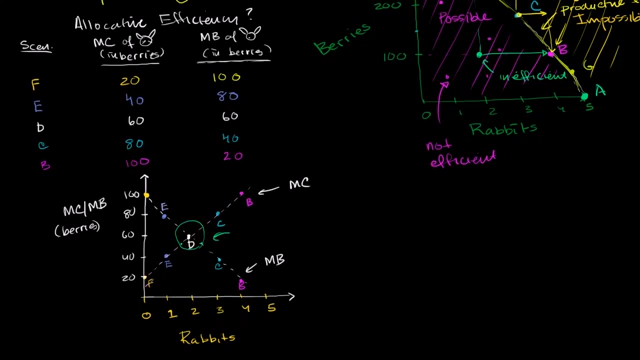 Allocative Efficiency?
Scen. MC of MB of
(in berries) (in berries)
F 20 100
E 40 80
D 60 60
C 80 40
B 100 20
MC/MB
(berries)
100
80
60
40
20
E
F
E
D
C
C
B
B
MC
MB
0 1 2 3 4 5
Rabbits
200
Possible
C
Impossible
Berries
100
B
inefficient
G
A
0 1 2 3 4 5
Rabbits
not
efficient